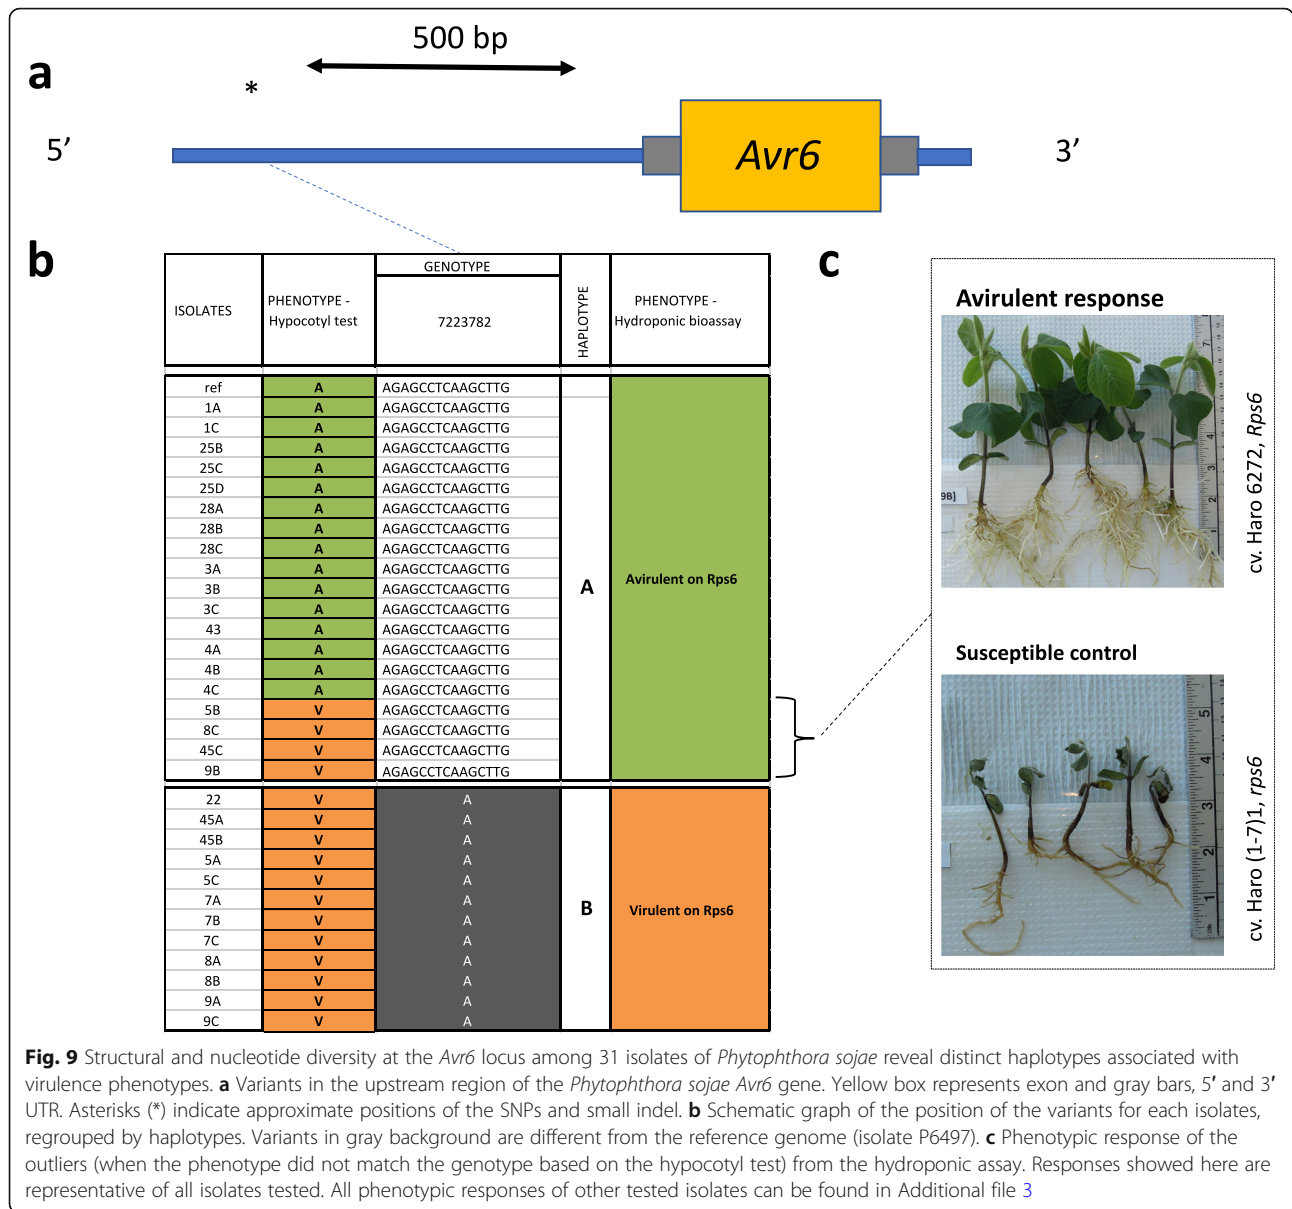 500 bp
a
*
5′
Avr6
3′
b
ISOLATES
PHENOTYPE -
Hypocotyl test
GENOTYPE
7223782
HAPLOTYPE
PHENOTYPE -
Hydroponic bioassay
ref A AGAGCCTCAAGCTTG
1A A AGAGCCTCAAGCTTG
1C A AGAGCCTCAAGCTTG
25B A AGAGCCTCAAGCTTG
25C A AGAGCCTCAAGCTTG
25D A AGAGCCTCAAGCTTG
28A A AGAGCCTCAAGCTTG
28B A AGAGCCTCAAGCTTG
28C A AGAGCCTCAAGCTTG
3A A AGAGCCTCAAGCTTG
3B A AGAGCCTCAAGCTTG
3C A AGAGCCTCAAGCTTG
43 A AGAGCCTCAAGCTTG
4A A AGAGCCTCAAGCTTG
4B A AGAGCCTCAAGCTTG
4C A AGAGCCTCAAGCTTG
5B V AGAGCCTCAAGCTTG
8C V AGAGCCTCAAGCTTG
45C V AGAGCCTCAAGCTTG
9B V AGAGCCTCAAGCTTG
A
Avirulent on Rps6
22 V A
45A V A
45B V A
5A V A
5C V A
7A V A
7B V A
7C V A
8A V A
8B V A
9A V A
9C V A
B
Virulent on Rps6
c
Avirulent response
9B]
7
4
3
2
cv. Haro 6272, Rps6
Susceptible control
5
4
3
2
1
cv. Haro (1-7)1, rps6
Fig. 9 Structural and nucleotide diversity at the Avr6 locus among 31 isolates of Phytophthora sojae reveal distinct haplotypes associated with
virulence phenotypes. a Variants in the upstream region of the Phytophthora sojae Avr6 gene. Yellow box represents exon and gray bars, 5′ and 3′
UTR. Asterisks (*) indicate approximate positions of the SNPs and small indel. b Schematic graph of the position of the variants for each isolates,
regrouped by haplotypes. Variants in gray background are different from the reference genome (isolate P6497). c Phenotypic response of the
outliers (when the phenotype did not match the genotype based on the hypocotyl test) from the hydroponic assay. Responses showed here are
representative of all isolates tested. All phenotypic responses of other tested isolates can be found in Additional file 3